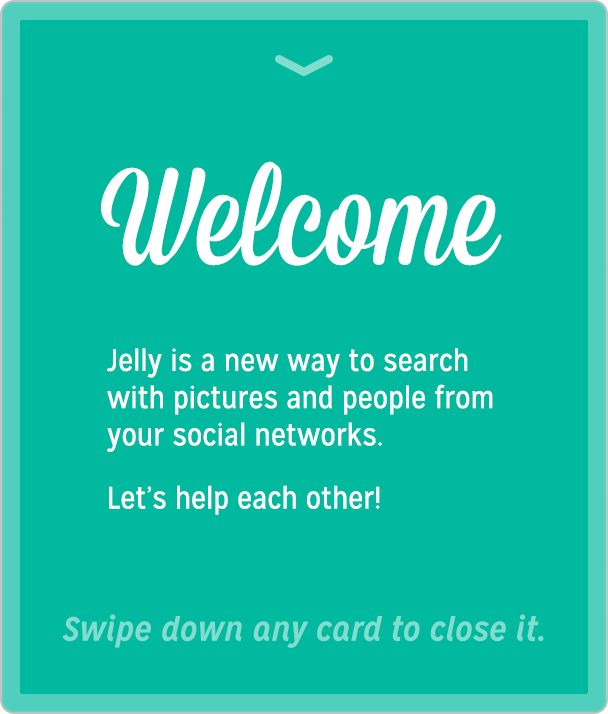 Welcome
Jelly is a new way to search
with pictures and people from
your social networks.
Let’s help each other!
Swipe down any card to close it.